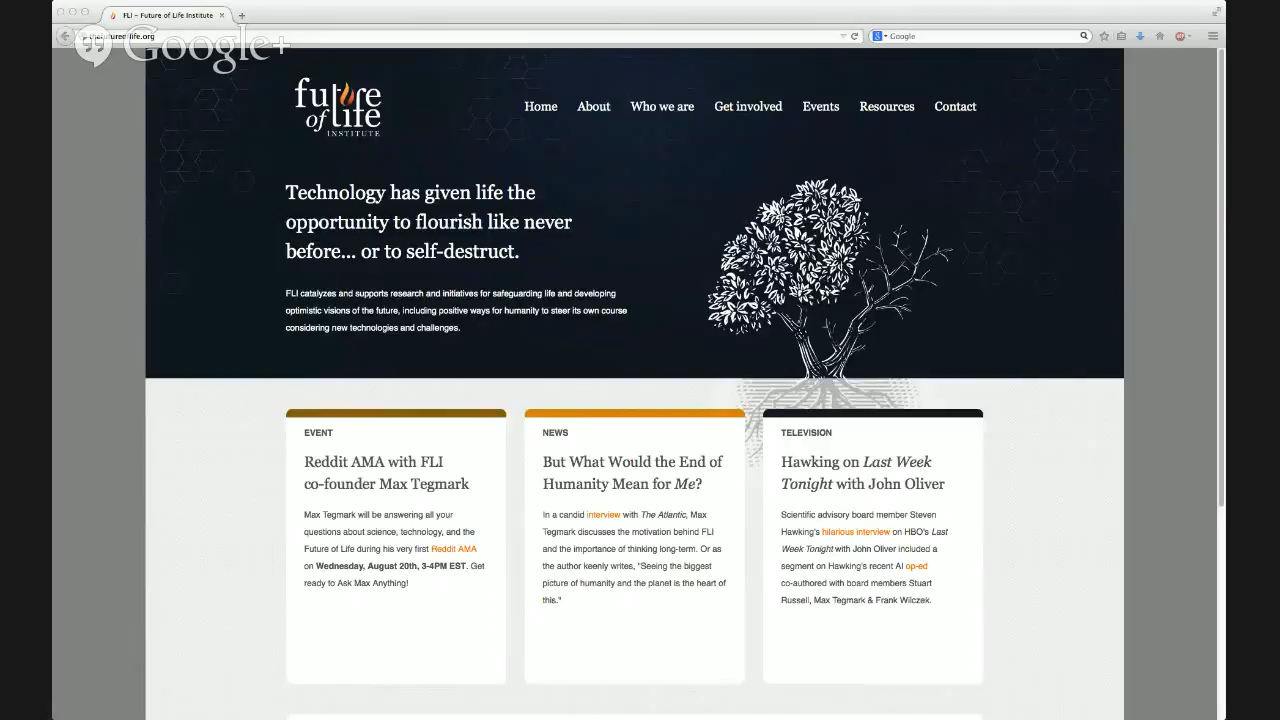 FLI - Future of Life Institute
Google
Google+
future
of life
INSTITUTE
Home About Who we are Get involved Events Resources Contact
Technology has given life the
opportunity to flourish like never
before... or to self-destruct.
FLI catalyzes and supports research and initiatives for safeguarding life and developing
optimistic visions of the future, including positive ways for humanity to steer its own course
considering new technologies and challenges.
EVENT
Reddit AMA with FLI
co-founder Max Tegmark
Max Tegmark will be answering all your
questions about science, technology, and the
Future of Life during his very first Reddit AMA
on Wednesday, August 20th, 3-4PM EST. Get
ready to Ask Max Anything!
NEWS
But What Would the End of
Humanity Mean for Me?
In a candid interview with The Atlantic, Max
Tegmark discusses the motivation behind FLI
and the importance of thinking long-term. Or as
the author keenly writes, "Seeing the biggest
picture of humanity and the planet is the heart of
this."
TELEVISION
Hawking on Last Week
Tonight with John Oliver
Scientific advisory board member Steven
Hawking's hilarious interview on HBO's Last
Week Tonight with John Oliver included a
segment on Hawking's recent AI op-ed
co-authored with board members Stuart
Russell, Max Tegmark & Frank Wilczek.